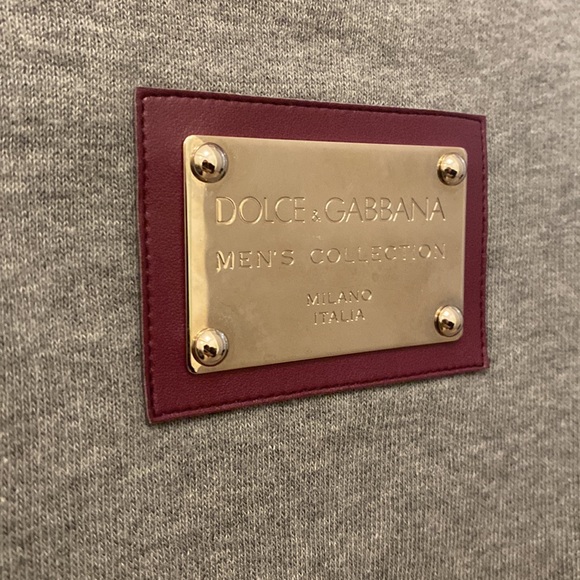 DOLCE & GABBANA
MEN'S COLLECTION
MILANO
ITALIA